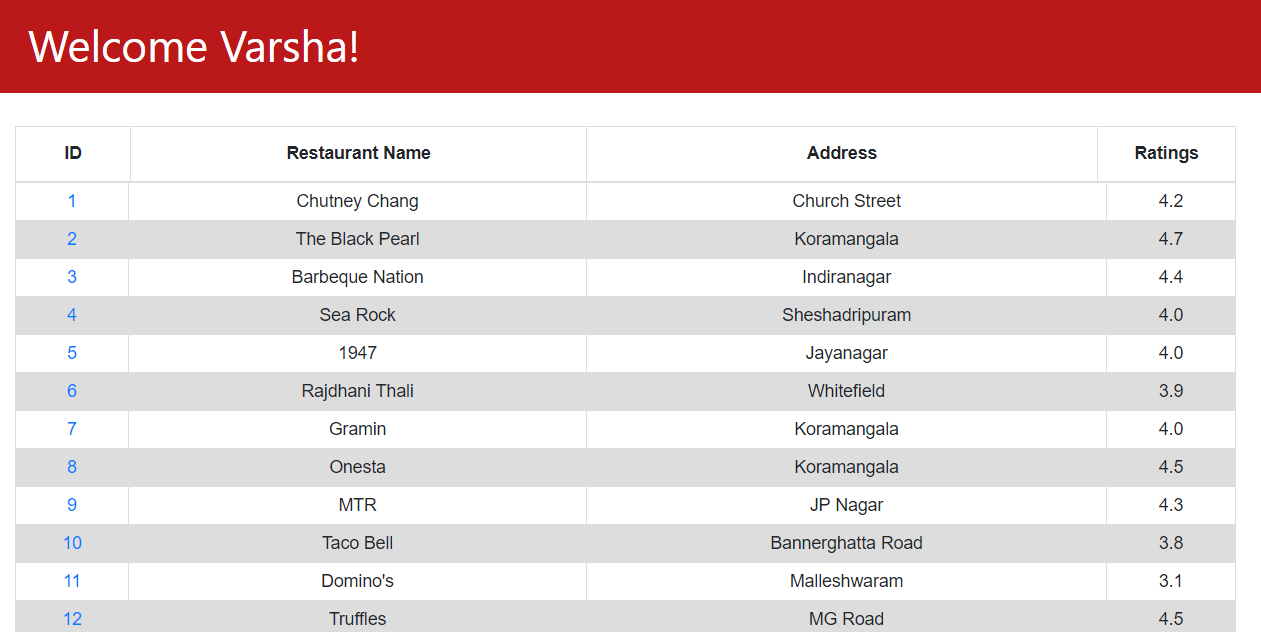 Welcome Varsha!
ID Restaurant Name Address Ratings
1 Chutney Chang Church Street 4.2
2 The Black Pearl Koramangala 4.7
3 Barbeque Nation Indiranagar 4.4
4 Sea Rock Sheshadripuram 4.0
5 1947 Jayanagar 4.0
6 Rajdhani Thali Whitefield 3.9
7 Gramin Koramangala 4.0
8 Onesta Koramangala 4.5
9 MTR JP Nagar 4.3
10 Taco Bell Bannerghatta Road 3.8
11 Domino's Malleshwaram 3.1
12 Truffles MG Road 4.5